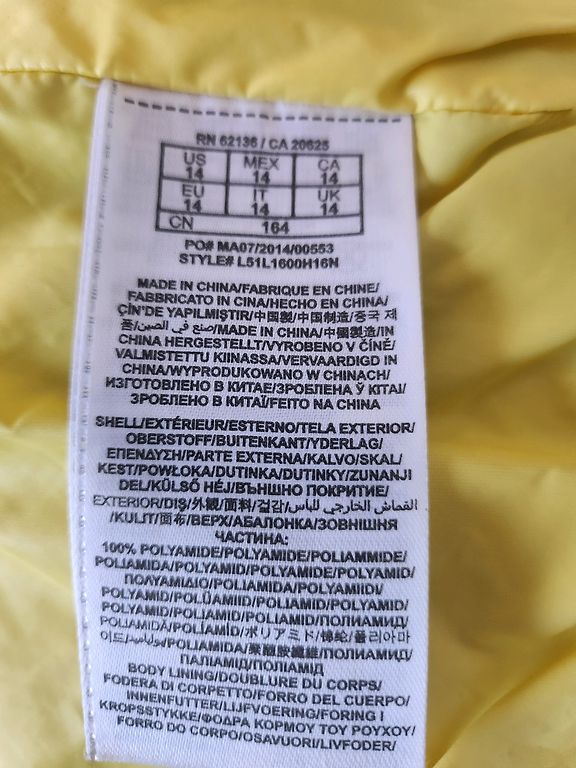 RN 62136 / CA 20625
US 14 MEX 14 CA 14
EU 14 IT 14 UK 14
CN 164
PO# MA07/2014/00553
STYLE# L51L1600H16N
MADE IN CHINA/FABRIQUE EN CHINE/
FABBRICATO IN CINA/HECHO EN CHINA/
ÇİN'DE YAPILMIŞTIR/中國製/中国制造/중국 제
품/صنع في الصين/MADE IN CHINA/中國製造/IN
CHINA HERGESTELLT/VYROBENO V ČÍNĚ/
VALMISTETTU KIINASSA/VERVAARDIGD IN
CHINA/WYPRODUKOWANO W CHINACH/
ИЗГОТОВЛЕНО В КИТАЕ/ЗРОБЛЕНА Ў КІТАІ/
ЗРОБЛЕНО В КИТАЇ/FEITO NA CHINA
SHELL/EXTÉRIEUR/ESTERNO/TELA EXTERIOR/
OBERSTOFF/BUITENKANT/YDERLAG/
ΕΠΕΝΔΥΣΗ/PARTE EXTERNA/KALVO/SKAL/
KEST/POWŁOKA/DUTINKA/DUTINKY/ZUNANJI
DEL/KÜLSŐ HÉJ/ВЪНШНО ПОКРИТИЕ/
EXTERIOR/DIŞ/外観/面料/겉감/القماش الخارجي للباس
/KULIT/面布/ВЕРХ/АБАЛОНКА/ЗОВНІШНЯ
ЧАСТИНА:
100% POLYAMIDE/POLYAMIDE/POLIAMMIDE/
POLIAMIDA/POLYAMID/POLYAMIDE/POLYAMID/
ΠΟΛΥΑΜΙΔΙΟ/POLIAMIDA/POLYAMIIDI/
POLYAMID/POLÜAMIID/POLIAMID/POLYAMID/
POLYAMID/POLIAMID/POLIAMID/ПОЛИАМИД/
POLIAMIDĂ/POLİAMİD/ポリアミド/锦纶/폴리아마
이드/بولياميد/POLIAMIDA/聚醯胺纖維/ПОЛИАМИД/
ПАЛІАМІД/ПОЛІАМІД
BODY LINING/DOUBLURE DU CORPS/
FODERA DI CORPETTO/FORRO DEL CUERPO/
INNENFUTTER/LIJFVOERING/FORING I
KROPSSTYKKE/ΦΟΔΡΑ ΚΟΡΜΟΥ ΤΟΥ ΡΟΥΧΟΥ/
FORRO DO CORPO/OSAVUORI/LIVFODER/